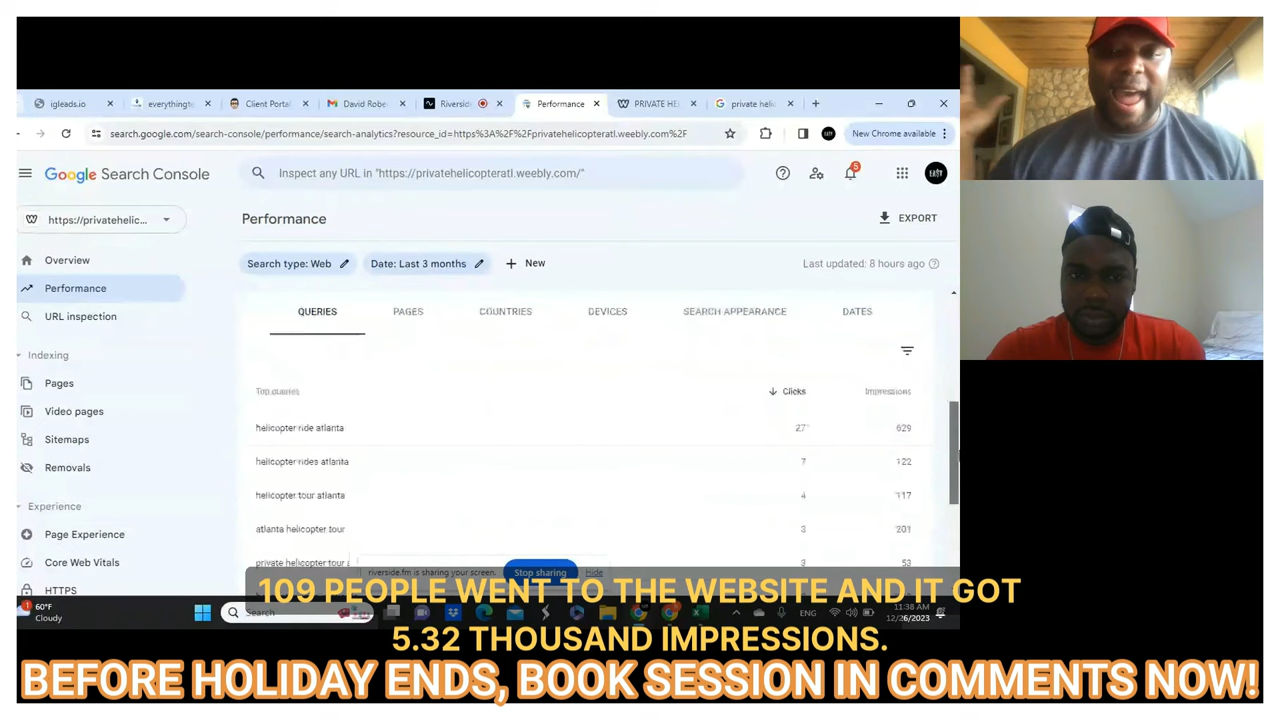 igleads.io
everythingt
Client Portal
David Robe
Riverside
Performance
PRIVATE HE
private helic
search.google.com/search-console/performance/search-analytics?resource_id=https%3A%2F%2Fprivatehelicopteratl.weebly.com%2F
New Chrome available
Google Search Console
Inspect any URL in "https://privatehelicopteratl.weebly.com/"
5
EAST
https://privatehelic...
Performance
EXPORT
Search type: Web
Date: Last 3 months
+ New
Last updated: 8 hours ago
Overview
Performance
URL inspection
Indexing
Pages
Video pages
Sitemaps
Removals
Experience
Page Experience
Core Web Vitals
HTTPS
QUERIES PAGES COUNTRIES DEVICES SEARCH APPEARANCE DATES
Top queries Clicks Impressions
helicopter ride atlanta 27 629
helicopter rides atlanta 7 122
helicopter tour atlanta 4 117
atlanta helicopter tour 3 201
private helicopter tour a 3 53
riverside.fm is sharing your screen. Stop sharing Hide
109 PEOPLE WENT TO THE WEBSITE AND IT GOT
5.32 THOUSAND IMPRESSIONS.
1
60°F
Cloudy
Search
ENG
11:38 AM
12/26/2023
BEFORE HOLIDAY ENDS, BOOK SESSION IN COMMENTS NOW!